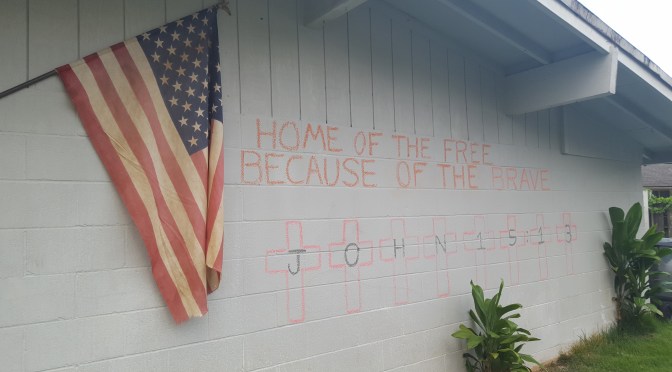 HOME OF THE FREE
BECAUSE OF THE BRAVE
JOHN 15:13